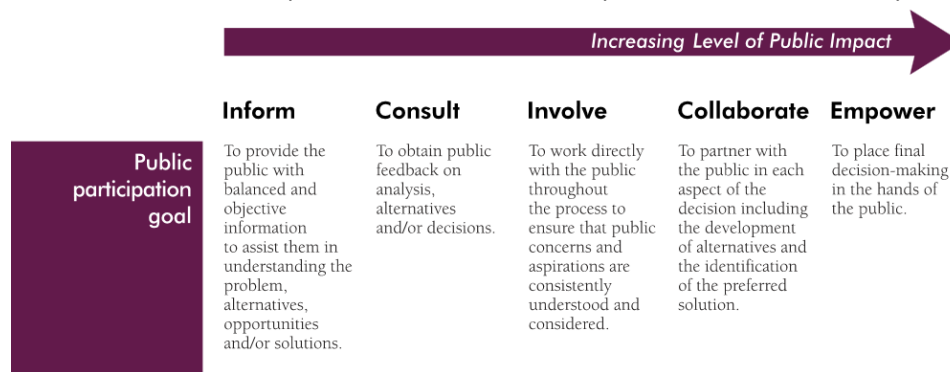 Increasing Level of Public Impact
Inform
Consult
Involve
Collaborate
Empower
Public
participation
goal
To provide the
public with
balanced and
objective
information
to assist them in
understanding the
problem,
alternatives,
opportunities
and/or solutions.
To obtain public
feedback on
analysis,
alternatives
and/or decisions.
To work directly
with the public
throughout
the process to
ensure that public
concerns and
aspirations are
consistently
understood and
considered.
To partner with
the public in each
aspect of the
decision including
the development
of alternatives and
the identification
of the preferred
solution.
To place final
decision-making
in the hands of
the public.